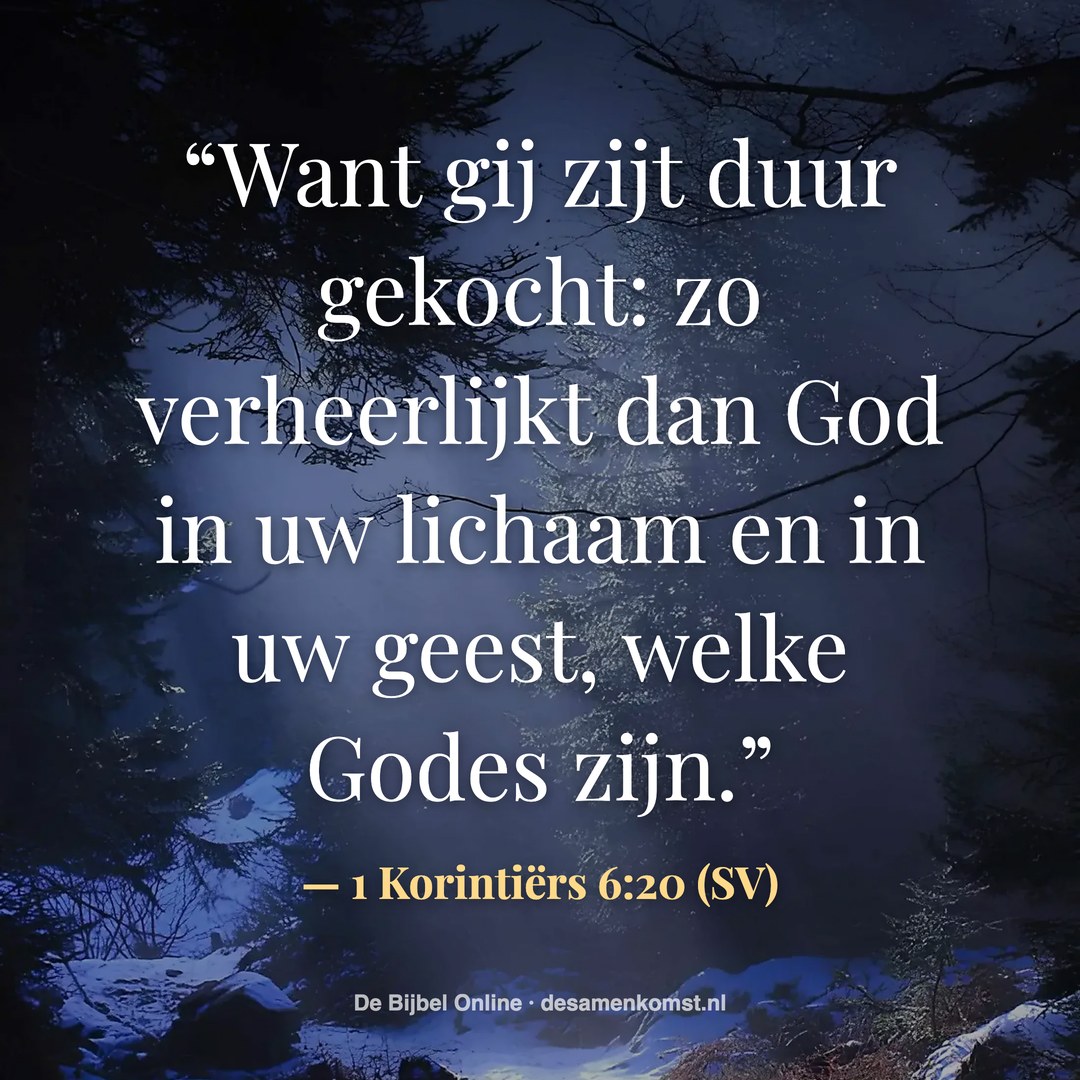 “Want gij zijt duur
gekocht: zo
verheerlijkt dan God
in uw lichaam en in
uw geest, welke
Godes zijn.”
— 1 Korintiërs 6:20 (SV)
De Bijbel Online · desamenkomst.nl